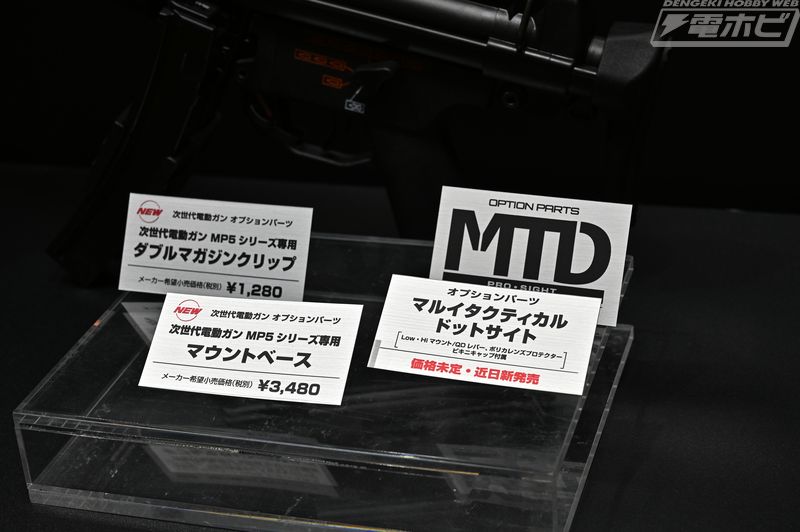 DENGEKI HOBBY WEB
電ホビ
NEW 次世代電動ガン オプションパーツ
次世代電動ガン MP5 シリーズ専用
ダブルマガジンクリップ
メーカー希望小売価格(税別) ¥1,280
NEW 次世代電動ガン オプションパーツ
次世代電動ガン MP5 シリーズ専用
マウントベース
メーカー希望小売価格(税別) ¥3,480
OPTION PARTS
MTD
PRO・SIGHT
オプションパーツ
マルイタクティカル
ドットサイト
Low・Hi マウント/QD レバー、ポリカレンズプロテクター
ビキニキャップ付属
価格未定・近日新発売